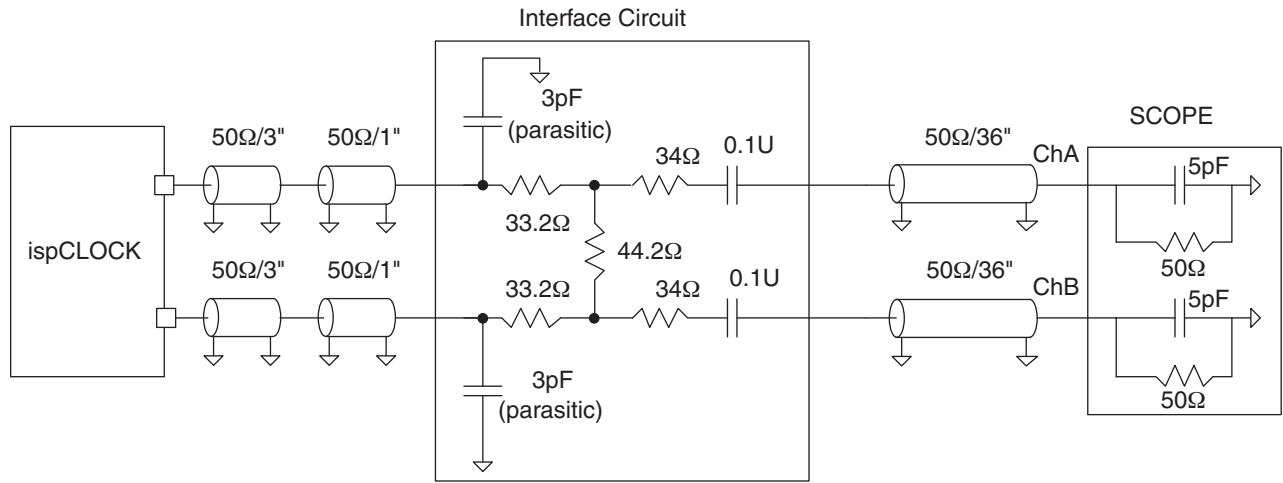 Interface Circuit
3pF
(parasitic)
50Ω/3"
50Ω/1"
0.1U
34Ω
50Ω/36"
ChA
SCOPE
5pF
33.2Ω
50Ω
ispCLOCK
44.2Ω
50Ω/3"
50Ω/1"
33.2Ω
34Ω
0.1U
50Ω/36"
ChB
5pF
3pF
(parasitic)
50Ω